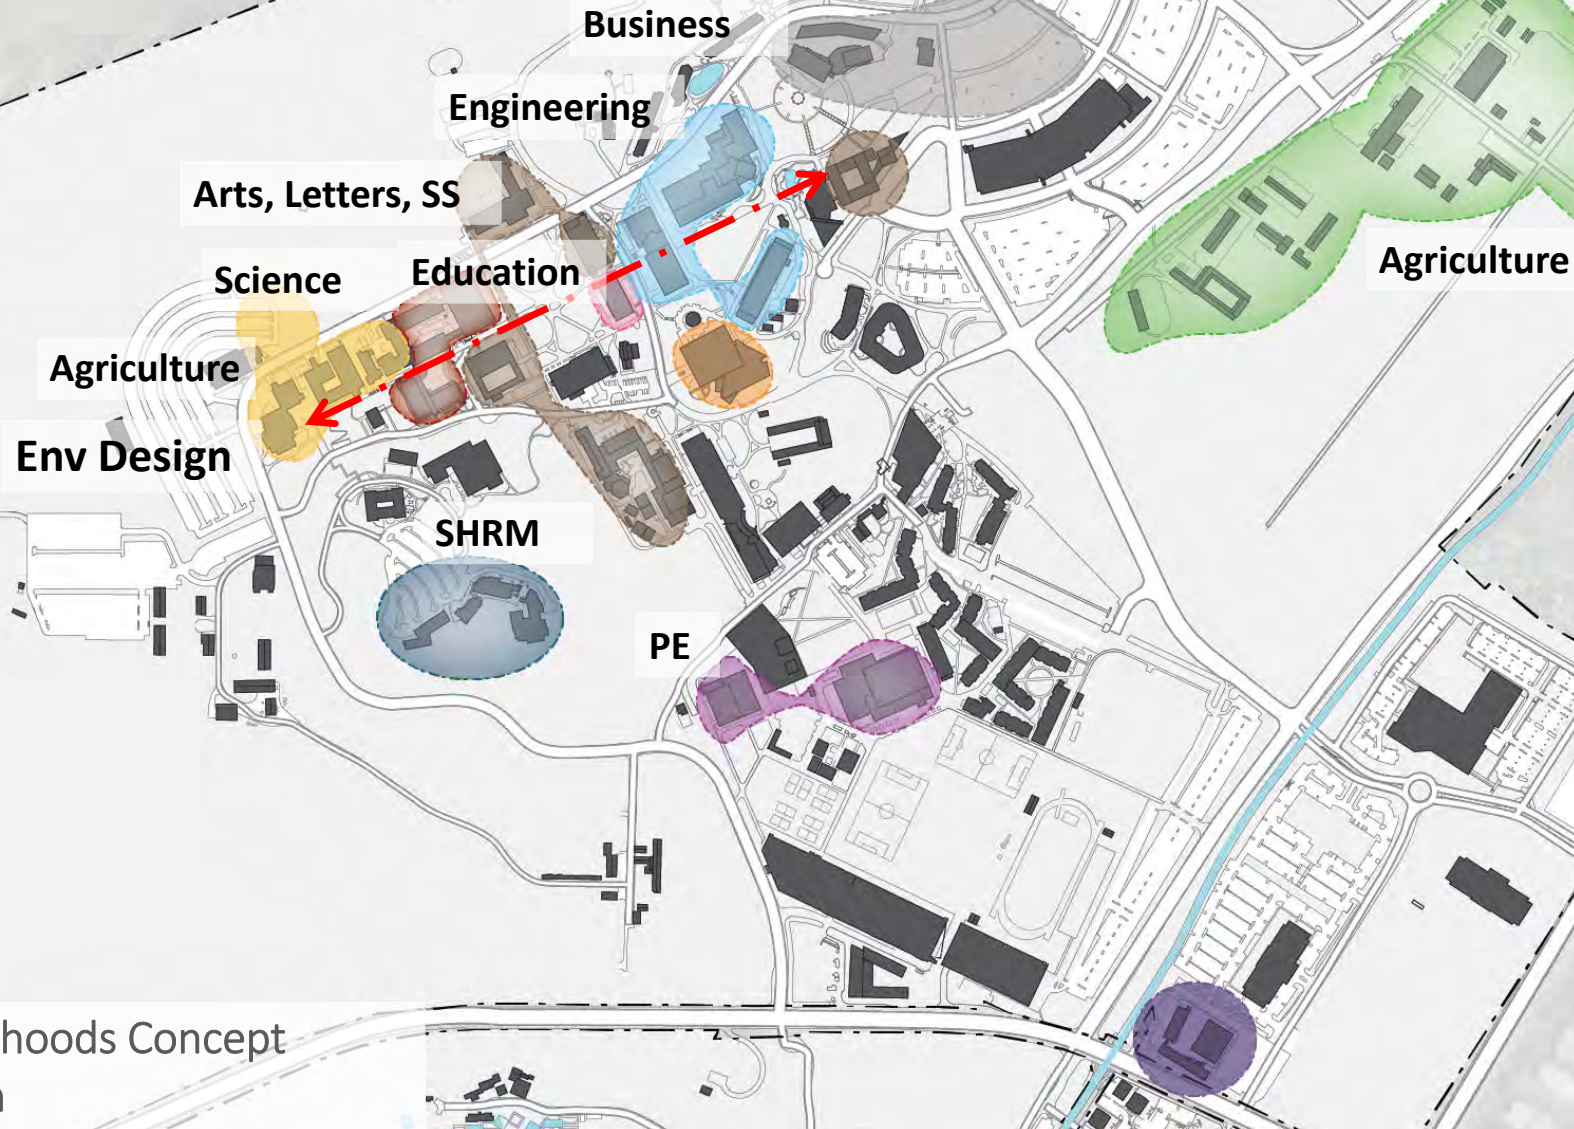 Business
Engineering
Arts, Letters, SS
Science
Education
Agriculture
Agriculture
Env Design
SHRM
PE
hoods Concept